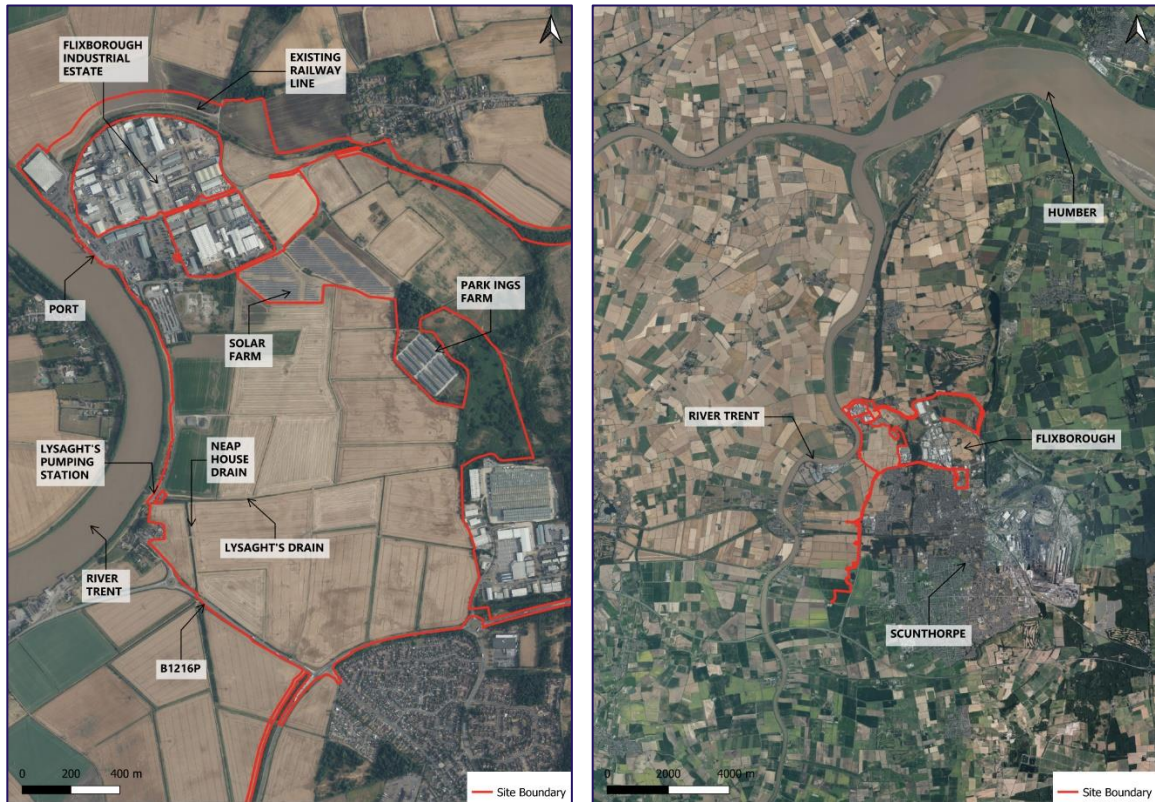 FLIXBOROUGH
INDUSTRIAL
ESTATE
EXISTING
RAILWAY
LINE
PORT
SOLAR
FARM
PARK INGS
FARM
LYSAGHT'S
PUMPING
STATION
NEAP
HOUSE
DRAIN
LYSAGHT'S DRAIN
RIVER
TRENT
B1216P
0 200 400 m
Site Boundary
HUMBER
RIVER TRENT
FLIXBOROUGH
SCUNTHORPE
0 2000 4000 m
Site Boundary